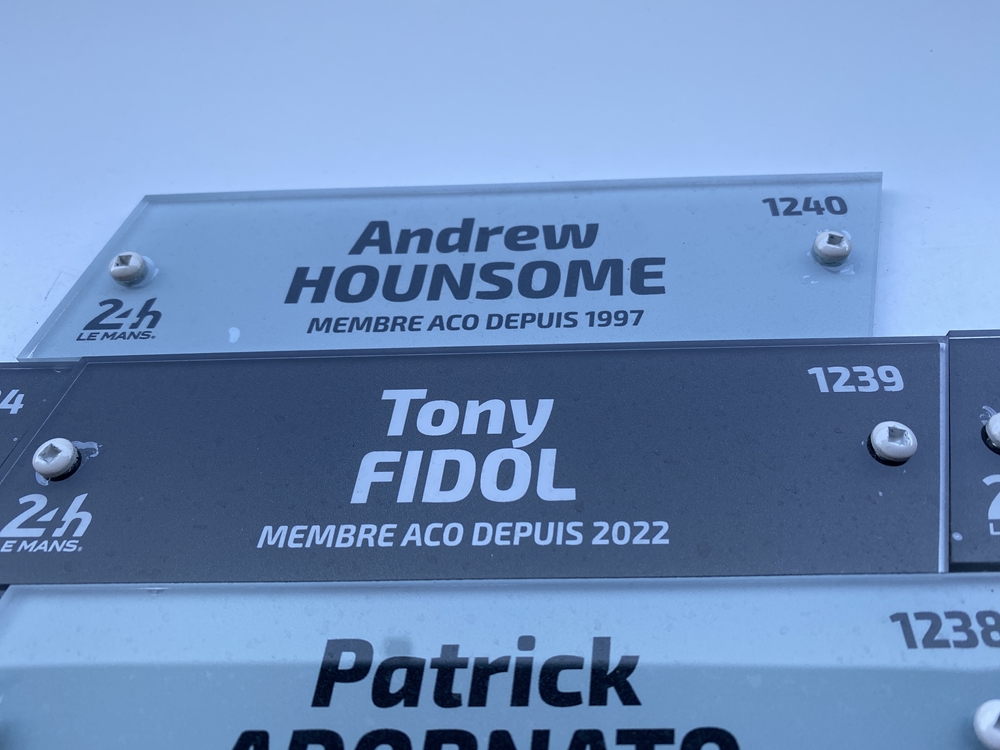 1240
Andrew
HOUNSOME
MEMBRE ACO DEPUIS 1997
24h
LE MANS.
1239
Tony
FIDOL
MEMBRE ACO DEPUIS 2022
24h
LE MANS.
1238
Patrick